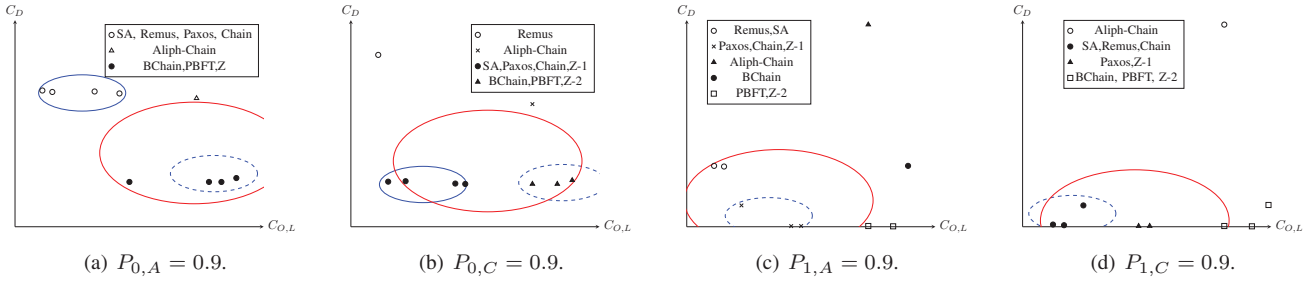 C_D
SA, Remus, Paxos, Chain
Aliph-Chain
BChain,PBFT,Z
C_{O,L}
(a) P_{0,A} = 0.9.
C_D
Remus
Aliph-Chain
SA,Paxos,Chain,Z-1
BChain,PBFT,Z-2
C_{O,L}
(b) P_{0,C} = 0.9.
C_D
Remus,SA
Paxos,Chain,Z-1
Aliph-Chain
BChain
PBFT,Z-2
C_{O,L}
(c) P_{1,A} = 0.9.
C_D
Aliph-Chain
SA,Remus,Chain
Paxos,Z-1
BChain, PBFT, Z-2
C_{O,L}
(d) P_{1,C} = 0.9.